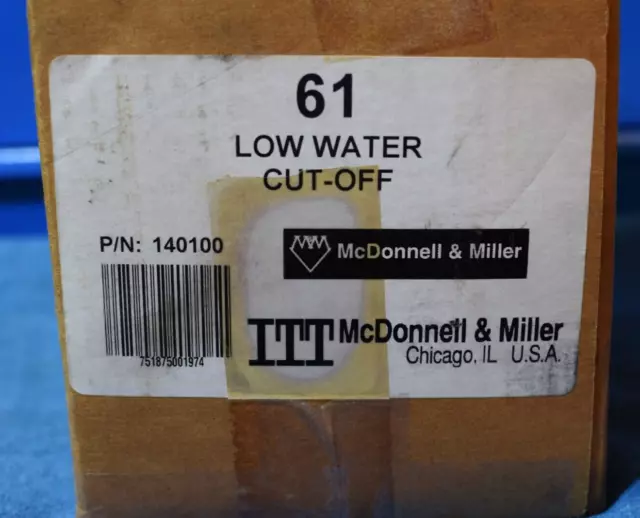 61
LOW WATER
CUT-OFF
P/N: 140100
McDonnell & Miller
751875001974
ITT McDonnell & Miller
Chicago, IL U.S.A.